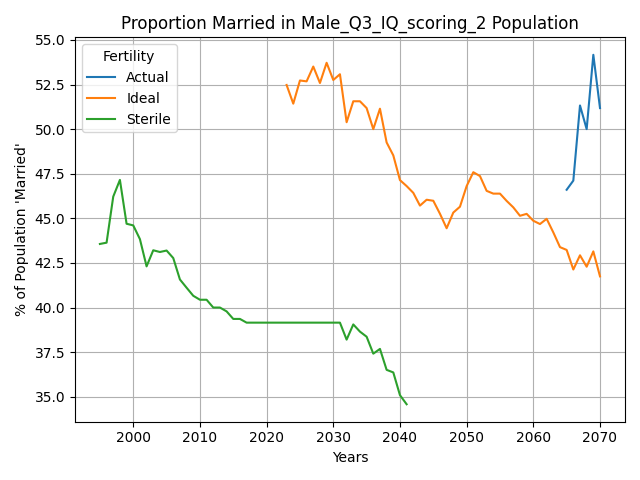 Proportion Married in Male_Q3_IQ_scoring_2 Population
% of Population 'Married'
55.0
52.5
50.0
47.5
45.0
42.5
40.0
37.5
35.0
Fertility
Actual
Ideal
Sterile
2000 2010 2020 2030 2040 2050 2060 2070
Years